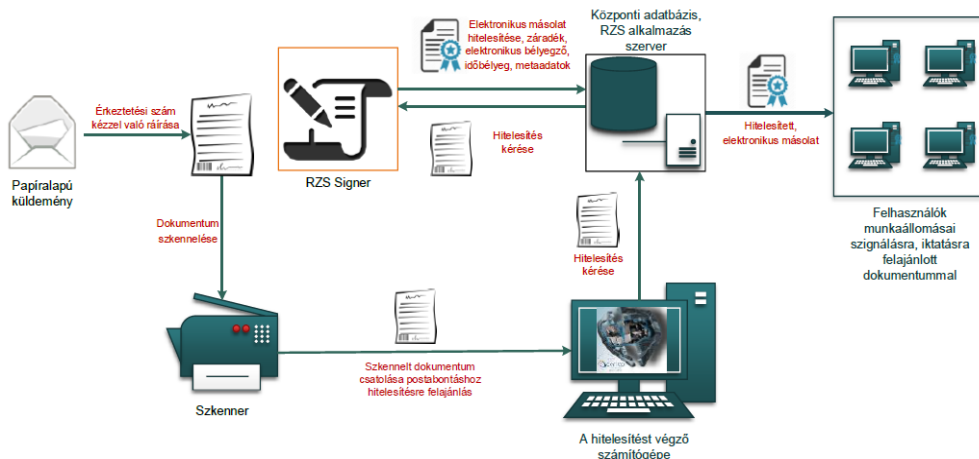 Elektronikus másolat
hitelesítése, záradék,
elektronikus bélyegző,
időbélyeg, metaadatok
Központi adatbázis,
RZS alkalmazás
szerver
Érkeztetési szám
kézzel való ráírása
Papíralapú
küldemény
RZS Signer
Hitelesítés
kérése
Hitelesített,
elektronikus másolat
Felhasználók
munkaállomásai
szignálásra, iktatásra
felajánlott
dokumentummal
Dokumentum
szkennelése
Hitelesítés
kérése
Szkennelt dokumentum
csatolása postabontáshoz
hitelesítésre felajánlás
Szkenner
A hitelesítést végző
számítógépe